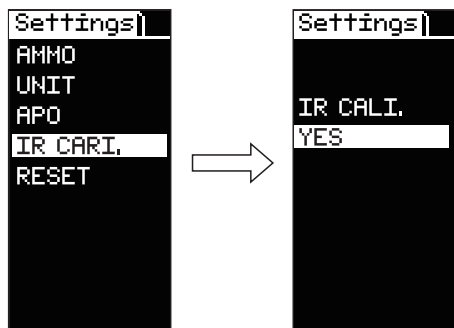 Settings
AMMO
UNIT
APO
IR CARI.
RESET
Settings
IR CALI.
YES